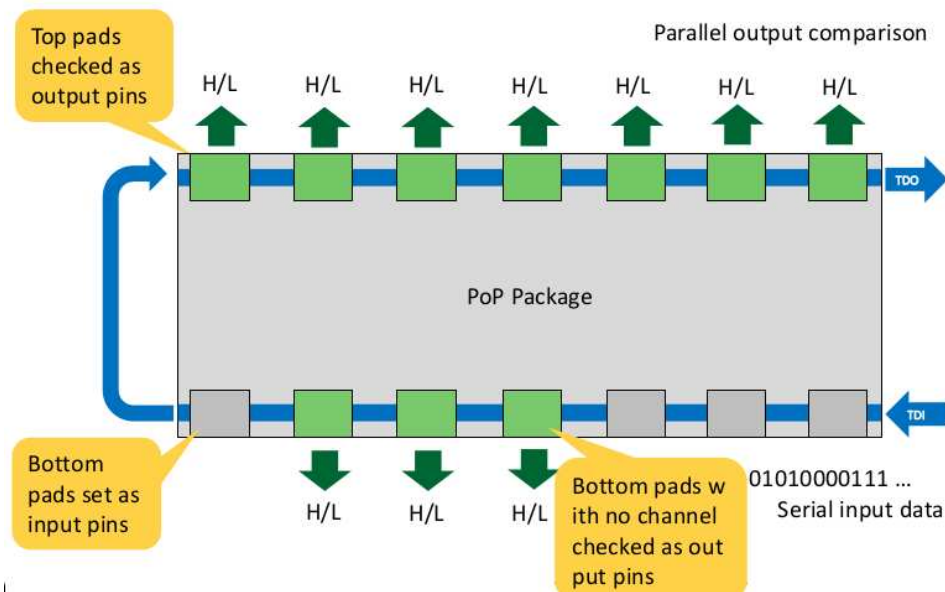 Top pads
checked as
output pins
Parallel output comparison
H/L H/L H/L H/L H/L H/L H/L
TDO
PoP Package
TDI
Bottom
pads set as
input pins
H/L H/L H/L
Bottom pads w
ith no channel
checked as out
put pins
01010000111 ...
Serial input data